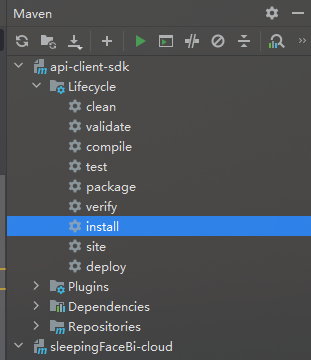 Maven
api-client-sdk
Lifecycle
clean
validate
compile
test
package
verify
install
site
deploy
Plugins
Dependencies
Repositories
sleepingFaceBi-cloud